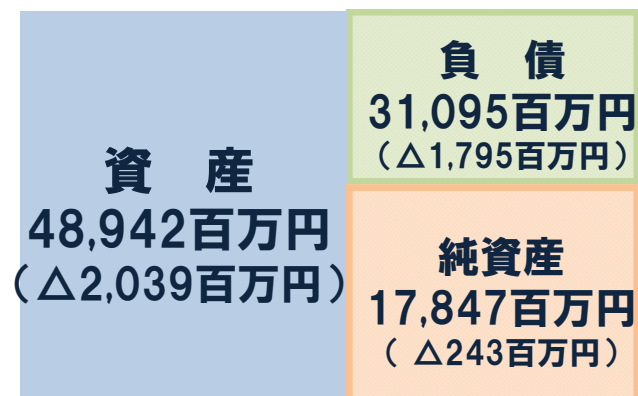 資　産
48,942百万円
（△2,039百万円）
負　債
31,095百万円
（△1,795百万円）
純資産
17,847百万円
（ △243百万円）